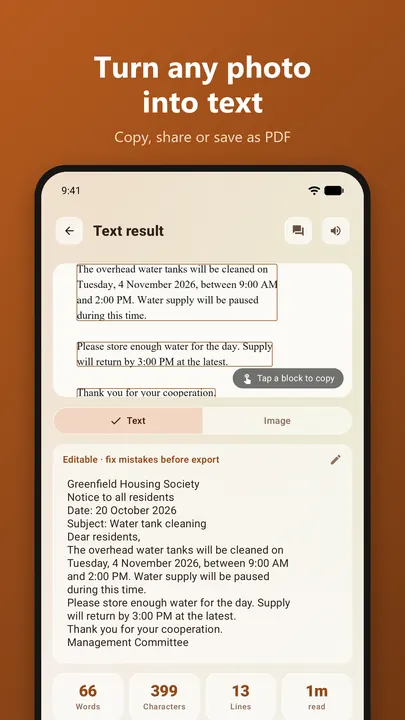 Turn any photo
into text
Copy, share or save as PDF
9:41
Text result
The overhead water tanks will be cleaned on
Tuesday, 4 November 2026, between 9:00 AM
and 2:00 PM. Water supply will be paused
during this time.
Please store enough water for the day. Supply
will return by 3:00 PM at the latest.
Tap a block to copy
Thank you for your cooperation.
Text
Image
Editable · fix mistakes before export
Greenfield Housing Society
Notice to all residents
Date: 20 October 2026
Subject: Water tank cleaning
Dear residents,
The overhead water tanks will be cleaned on
Tuesday, 4 November 2026, between 9:00 AM
and 2:00 PM. Water supply will be paused
during this time.
Please store enough water for the day. Supply
will return by 3:00 PM at the latest.
Thank you for your cooperation.
Management Committee
66
Words
399
Characters
13
Lines
1m
read